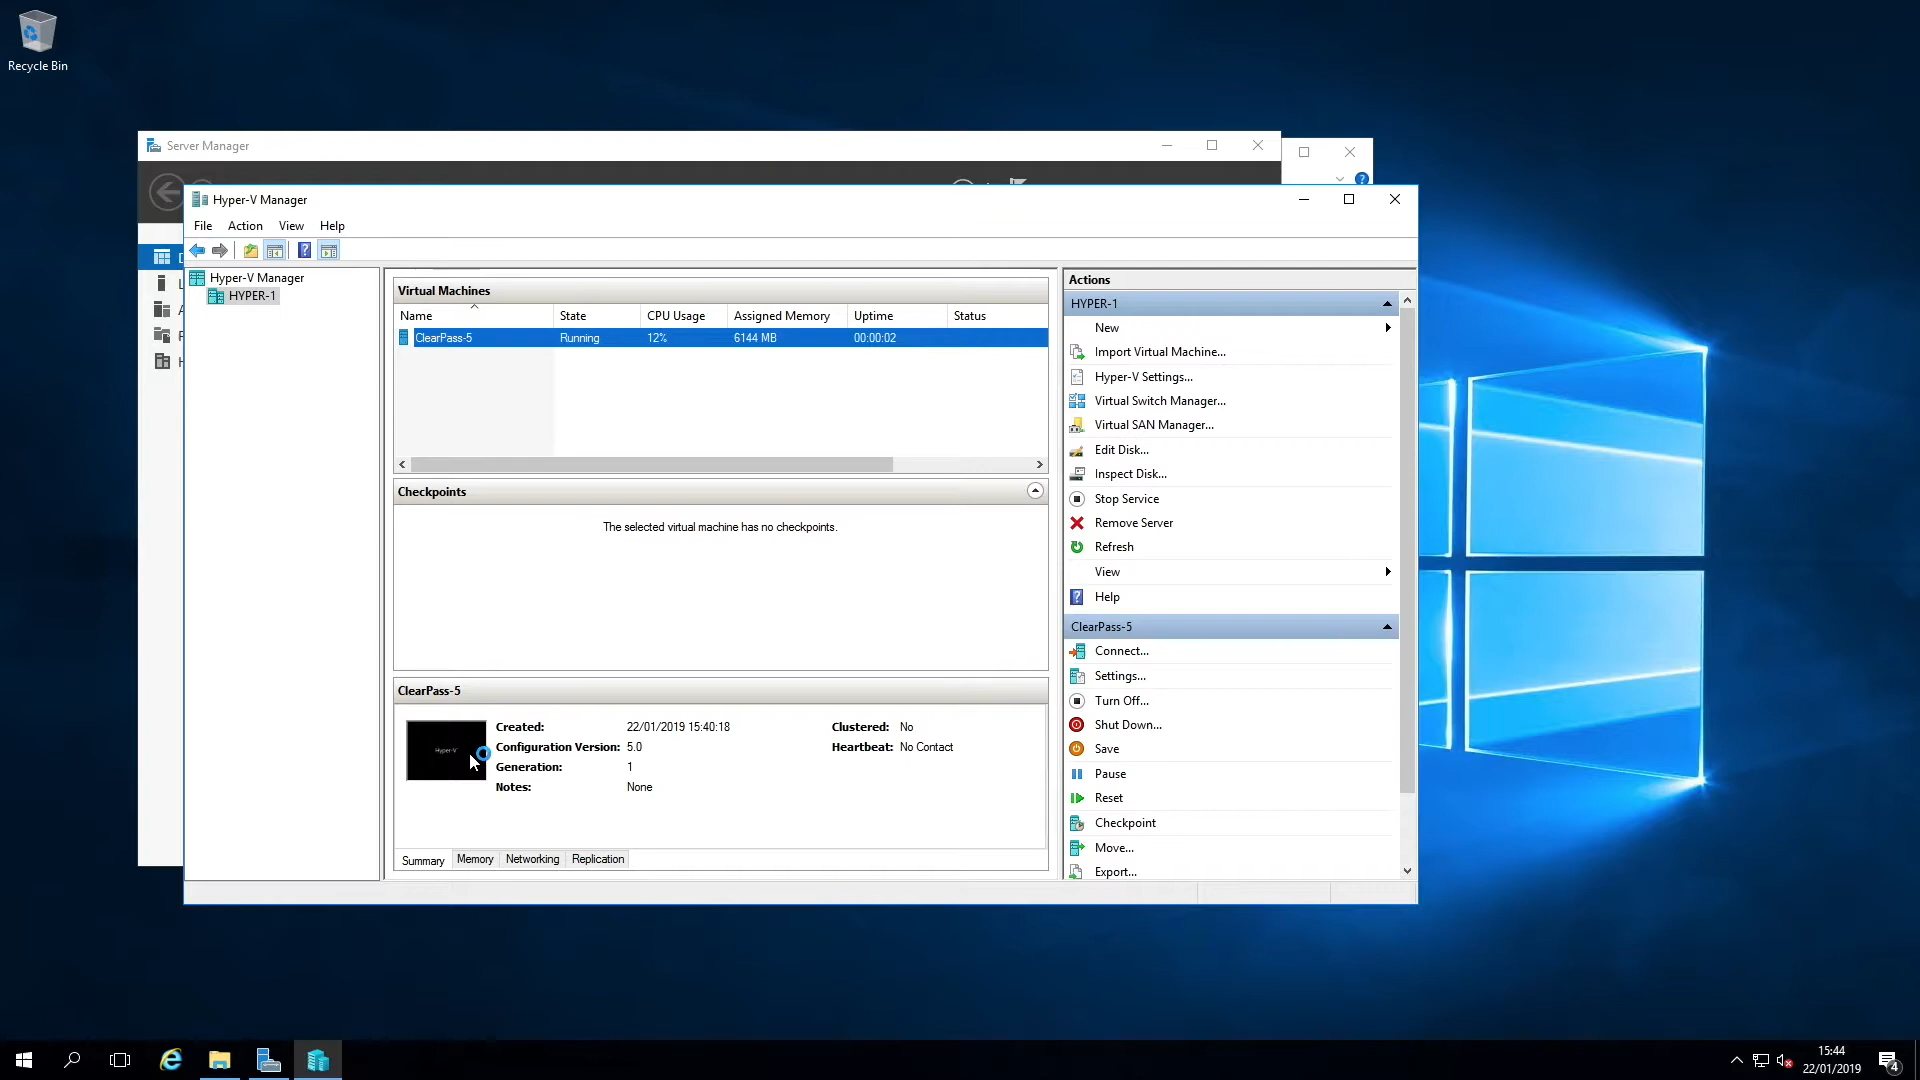 Recycle Bin
Server Manager
Hyper-V Manager
File Action View Help
Hyper-V Manager
HYPER-1
Virtual Machines
Name State CPU Usage Assigned Memory Uptime Status
ClearPass-5 Running 12% 6144 MB 00:00:02
Checkpoints
The selected virtual machine has no checkpoints.
ClearPass-5
Hyper-V
Created: 22/01/2019 15:40:18 Clustered: No
Configuration Version: 5.0 Heartbeat: No Contact
Generation: 1
Notes: None
Summary Memory Networking Replication
Actions
HYPER-1
New
Import Virtual Machine...
Hyper-V Settings...
Virtual Switch Manager...
Virtual SAN Manager...
Edit Disk...
Inspect Disk...
Stop Service
Remove Server
Refresh
View
Help
ClearPass-5
Connect...
Settings...
Turn Off...
Shut Down...
Save
Pause
Reset
Checkpoint
Move...
Export...
15:44
22/01/2019
4